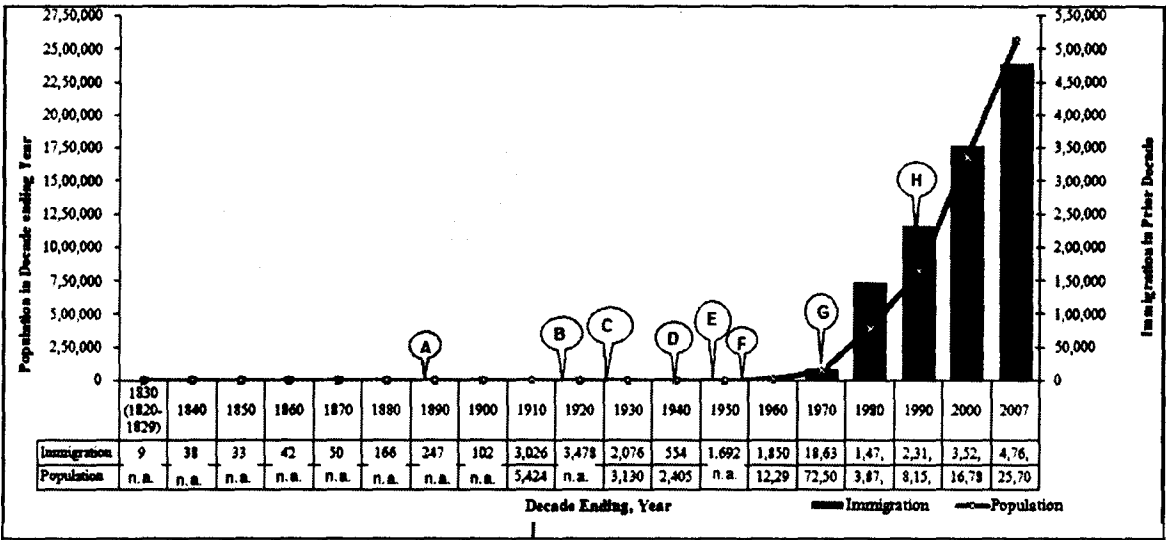 27,50,000 5,50,000
25,00,000 5,00,000
22,50,000 4,50,000
20,00,000 4,00,000
17,50,000 3,50,000
15,00,000 3,00,000
12,50,000 2,50,000
10,00,000 2,00,000
7,50,000 1,50,000
5,00,000 1,00,000
2,50,000 50,000
0 0
Population in Decade ending Year
Immigration in Prior Decade
A B C D E F G H
1830 (1820-1829) 1840 1850 1860 1870 1880 1890 1900 1910 1920 1930 1940 1950 1960 1970 1980 1990 2000 2007
Immigration 9 38 33 42 50 166 247 102 3,026 3,478 2,076 554 1.692 1,850 18,63 1,47, 2,31, 3,52, 4,76,
Population n.a. n.a. n.a. n.a. n.a. n.a. n.a. n.a. 5,424 n.a. 3,130 2,405 n.a. 12,29 72,50 3,87, 8,15, 16,78 25,70
Decade Ending, Year
Immigration Population